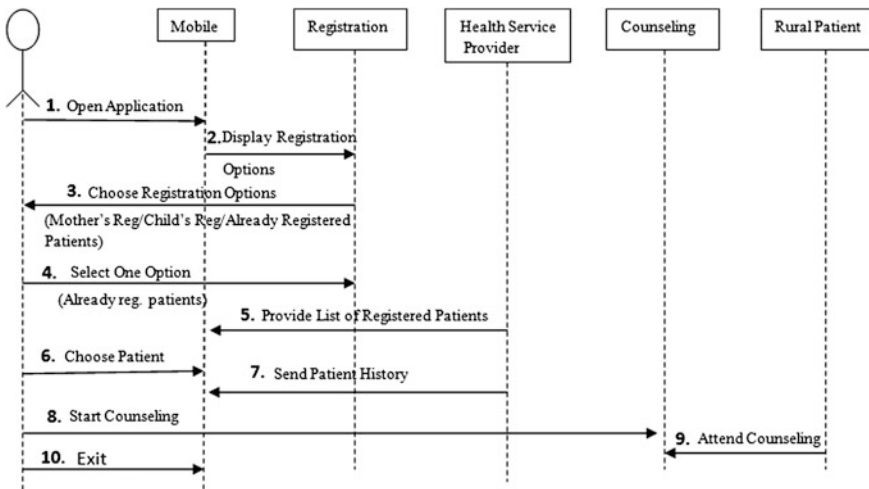 Mobile
Registration
Health Service
Provider
Counseling
Rural Patient
1. Open Application
2.Display Registration
Options
3. Choose Registration Options
(Mother's Reg/Child's Reg/Already Registered
Patients)
4. Select One Option
(Already reg. patients)
5. Provide List of Registered Patients
6. Choose Patient
7. Send Patient History
8. Start Counseling
9. Attend Counseling
10. Exit